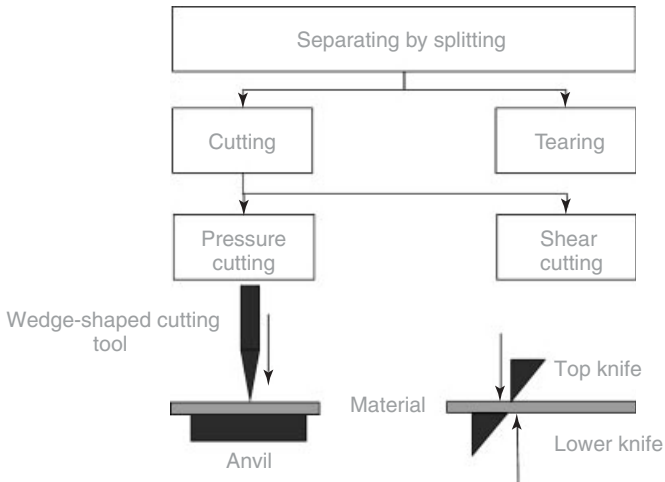 Separating by splitting
Cutting
Tearing
Pressure
cutting
Shear
cutting
Wedge-shaped cutting
tool
Top knife
Material
Lower knife
Anvil